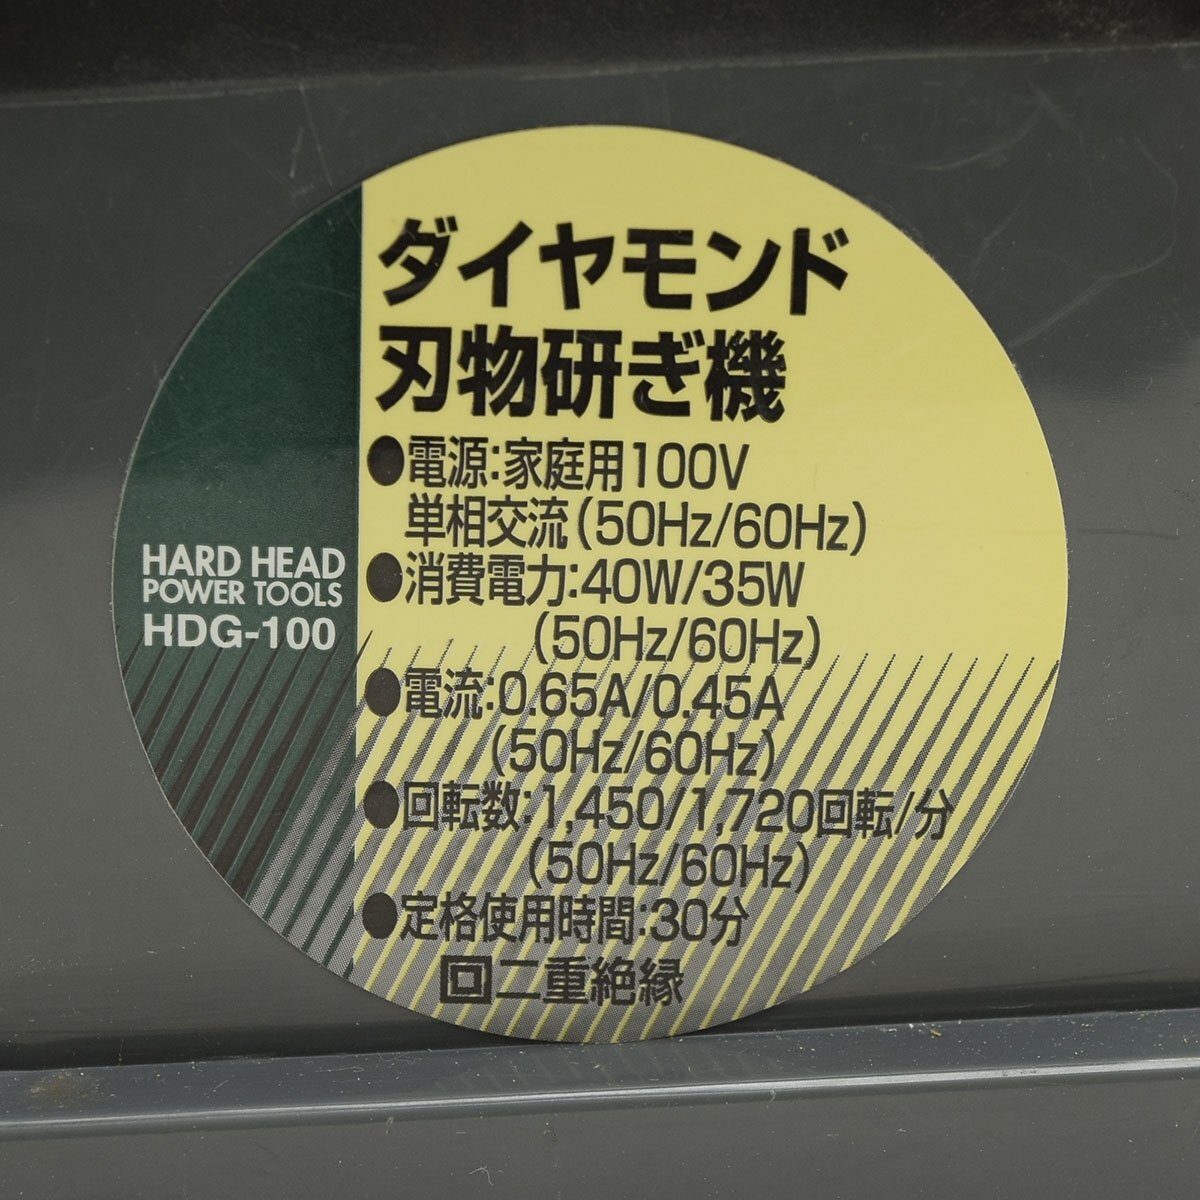 ダイヤモンド
刃物研ぎ機
●電源:家庭用100V
単相交流(50Hz/60Hz)
●消費電力:40W/35W
(50Hz/60Hz)
●電流:0.65A/0.45A
(50Hz/60Hz)
●回転数:1,450/1,720回転/分
(50Hz/60Hz)
●定格使用時間:30分
回二重絶縁
HARD HEAD
POWER TOOLS
HDG-100